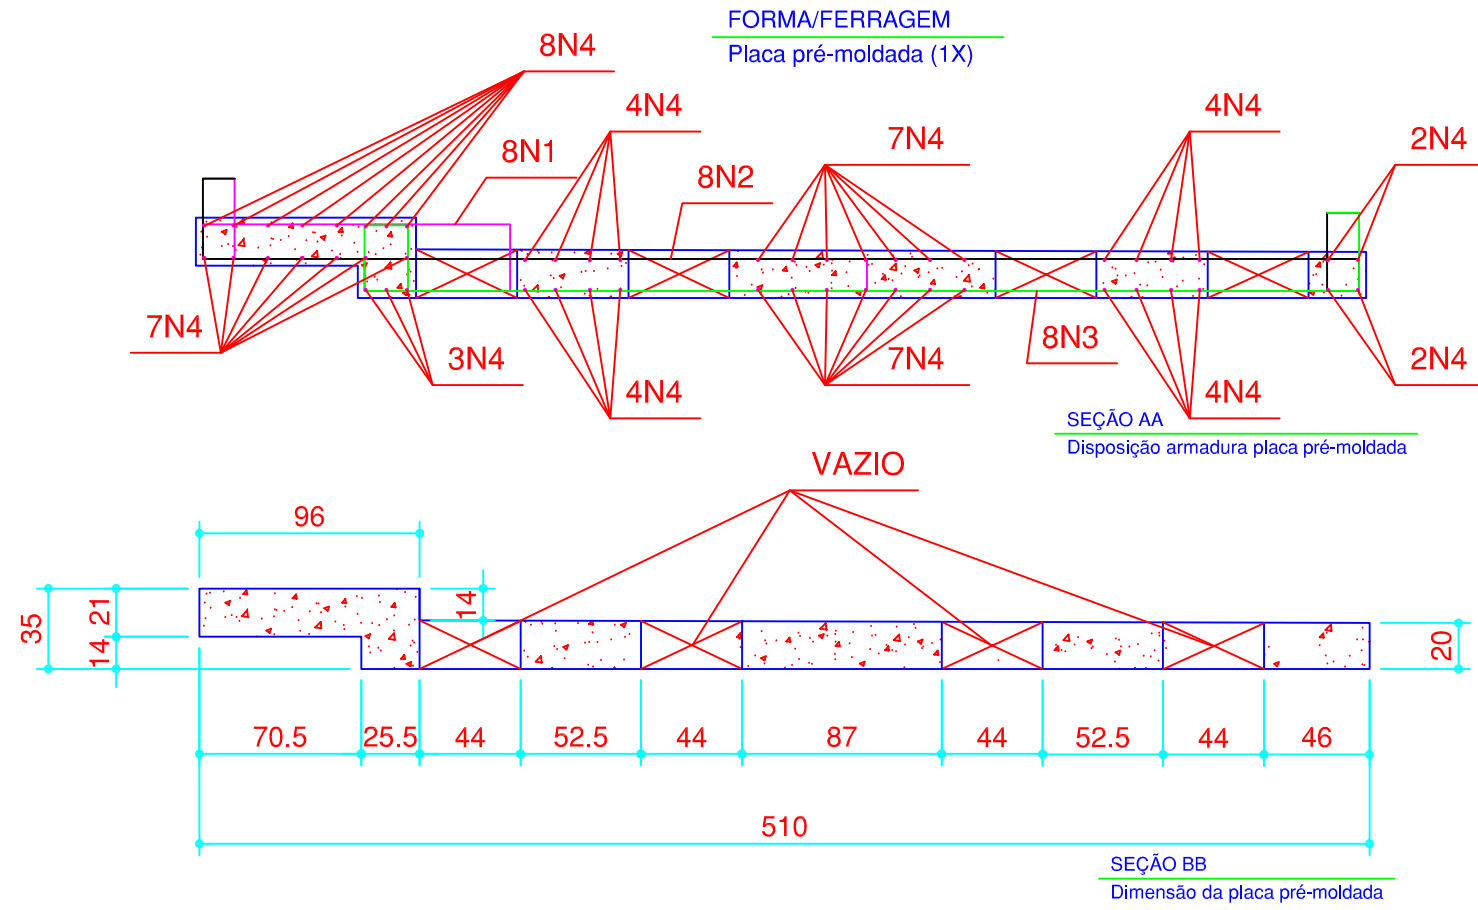 FORMA/FERRAGEM
Placa pré-moldada (1X)
8N4
4N4
8N1
8N2
7N4
4N4
2N4
7N4
3N4
4N4
7N4
8N3
4N4
2N4
SEÇÃO AA
Disposição armadura placa pré-moldada
VAZIO
96
35
21
14
14
20
70.5
25.5
44
52.5
44
87
44
52.5
44
46
510
SEÇÃO BB
Dimensão da placa pré-moldada